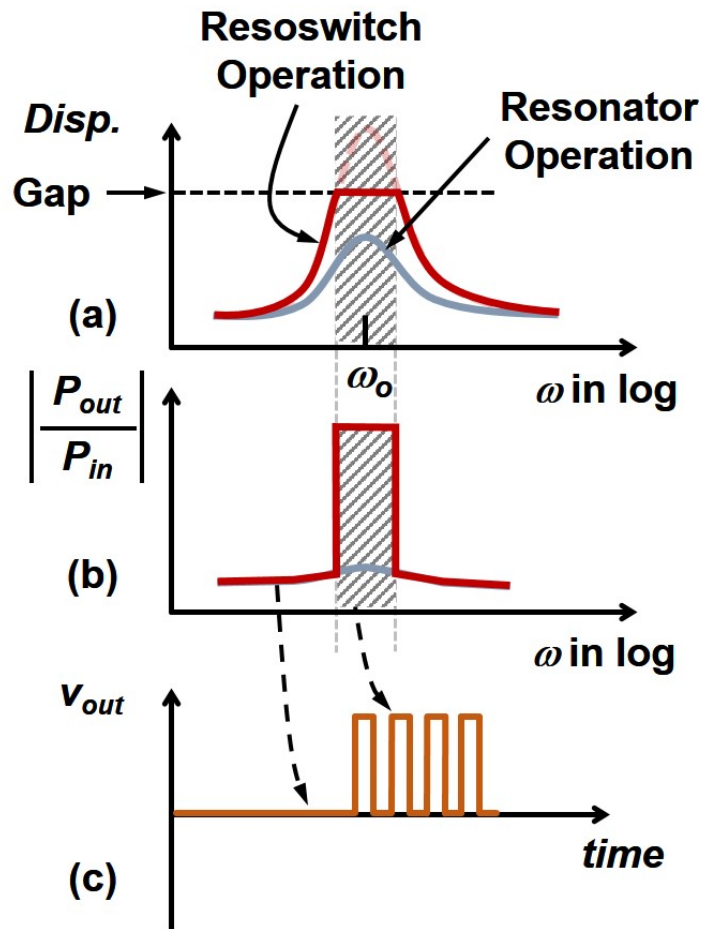 Resoswitch
Operation
Disp.
Resonator
Operation
Gap
(a)
ωo
ω in log
Pout
Pin
(b)
ω in log
vout
time
(c)